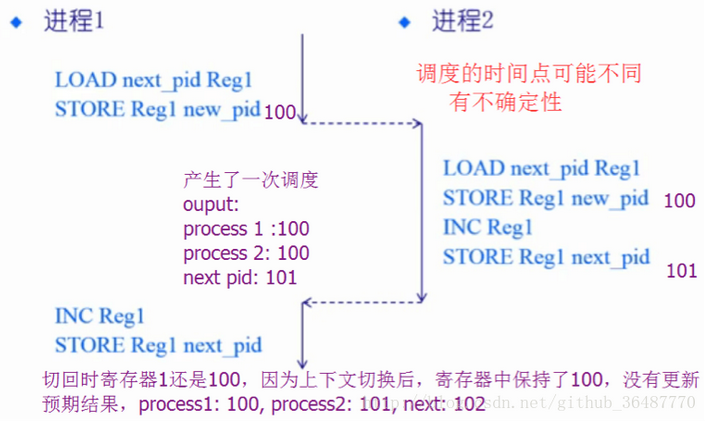 进程1
LOAD next_pid Reg1
STORE Reg1 new_pid 100
进程2
调度的时间点可能不同
有不确定性
产生了一次调度
ouput:
process 1 :100
process 2: 100
next pid: 101
LOAD next_pid Reg1
STORE Reg1 new_pid 100
INC Reg1
STORE Reg1 next_pid
101
INC Reg1
STORE Reg1 next_pid
切回时寄存器1还是100，因为上下文切换后，寄存器中保持了100，没有更新
预期结果，process1: 100, process2: 101, next: 102
sdn.net/github_36487770